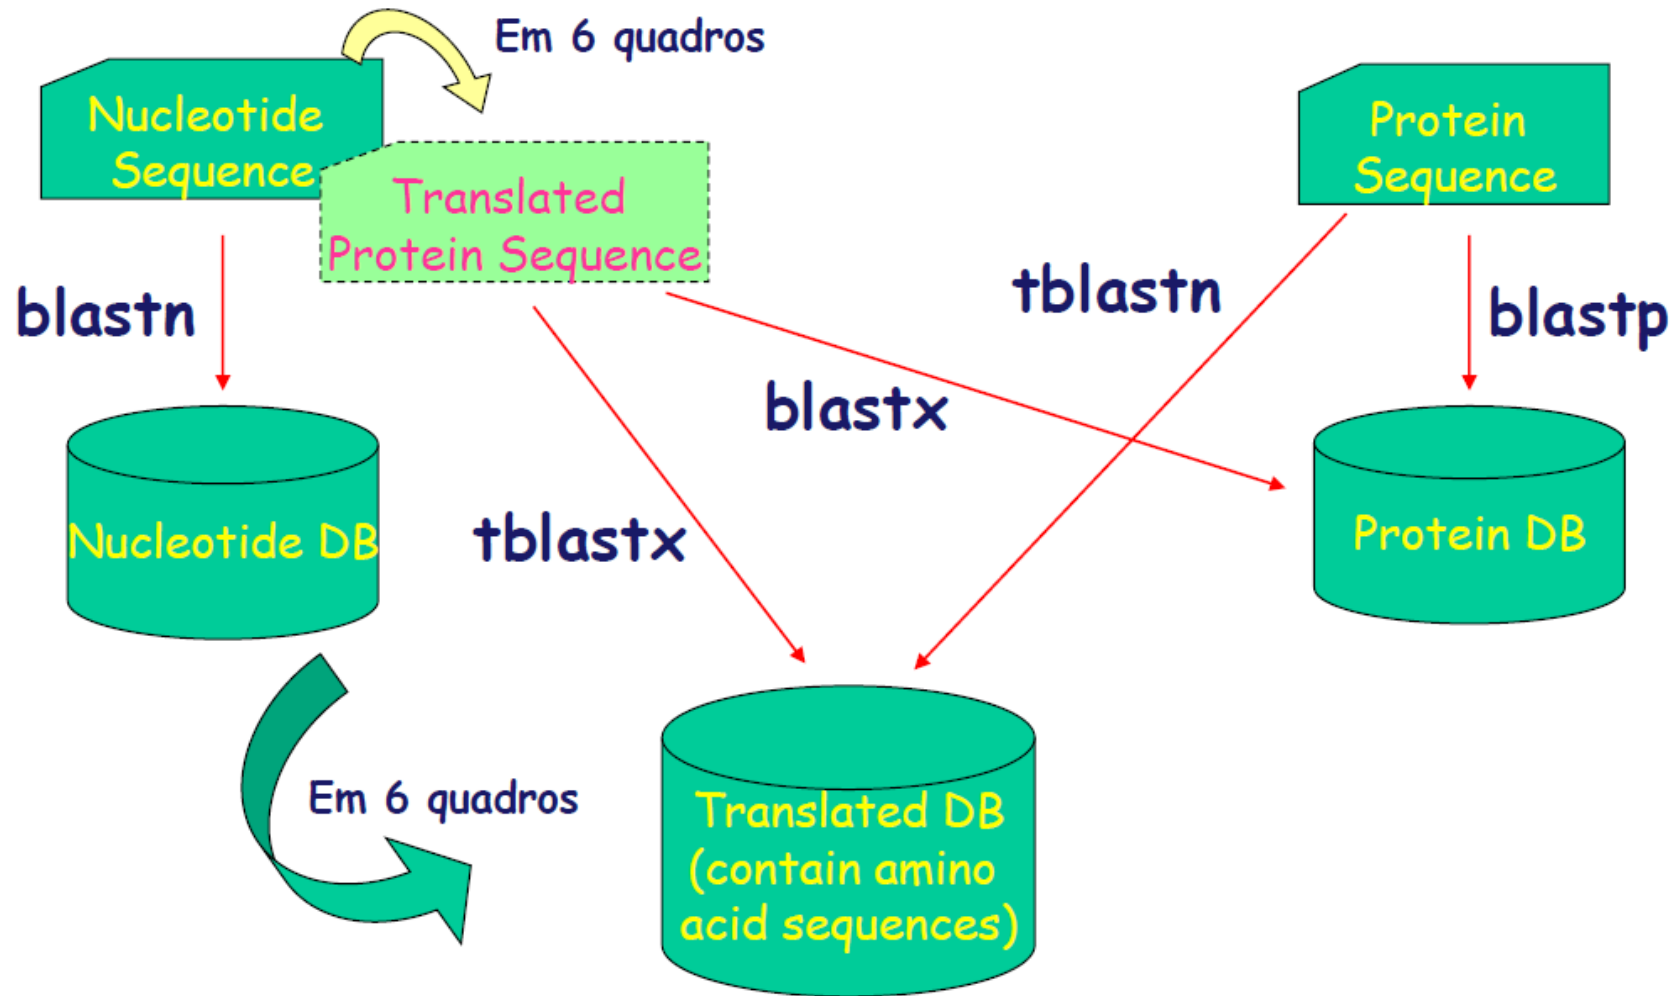 Em 6 quadros
Nucleotide
Sequence
Translated
Protein Sequence
Protein
Sequence
blastn
tblastn
blastp
blastx
tblastx
Nucleotide DB
Protein DB
Em 6 quadros
Translated DB
(contain amino
acid sequences)